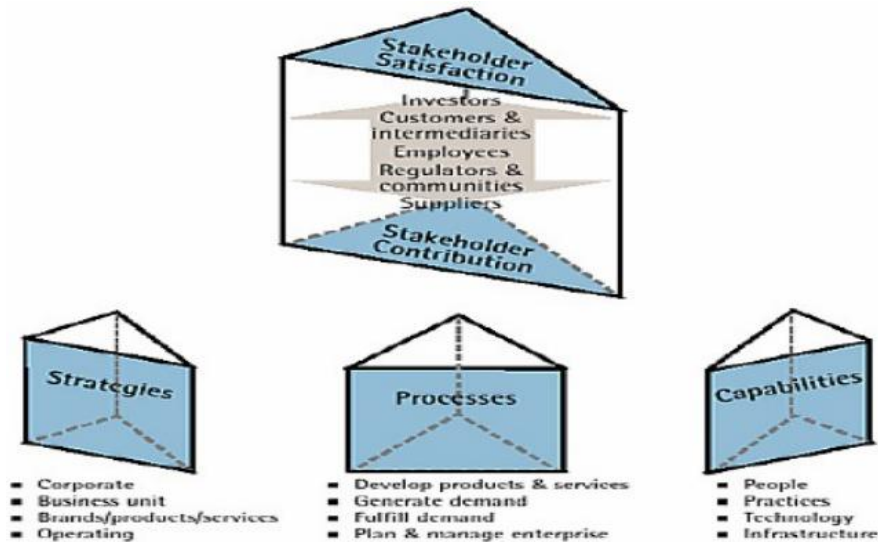 Stakeholder
Satisfaction
Investors
Customers &
intermediaries
Employees
Regulators &
communities
Suppliers
Stakeholder
Contribution
Strategies
▪ Corporate
▪ Business unit
▪ Brands/products/services
▪ Operating
Processes
▪ Develop products & services
▪ Generate demand
▪ Fulfill demand
▪ Plan & manage enterprise
Capabilities
▪ People
▪ Practices
▪ Technology
▪ Infrastructure